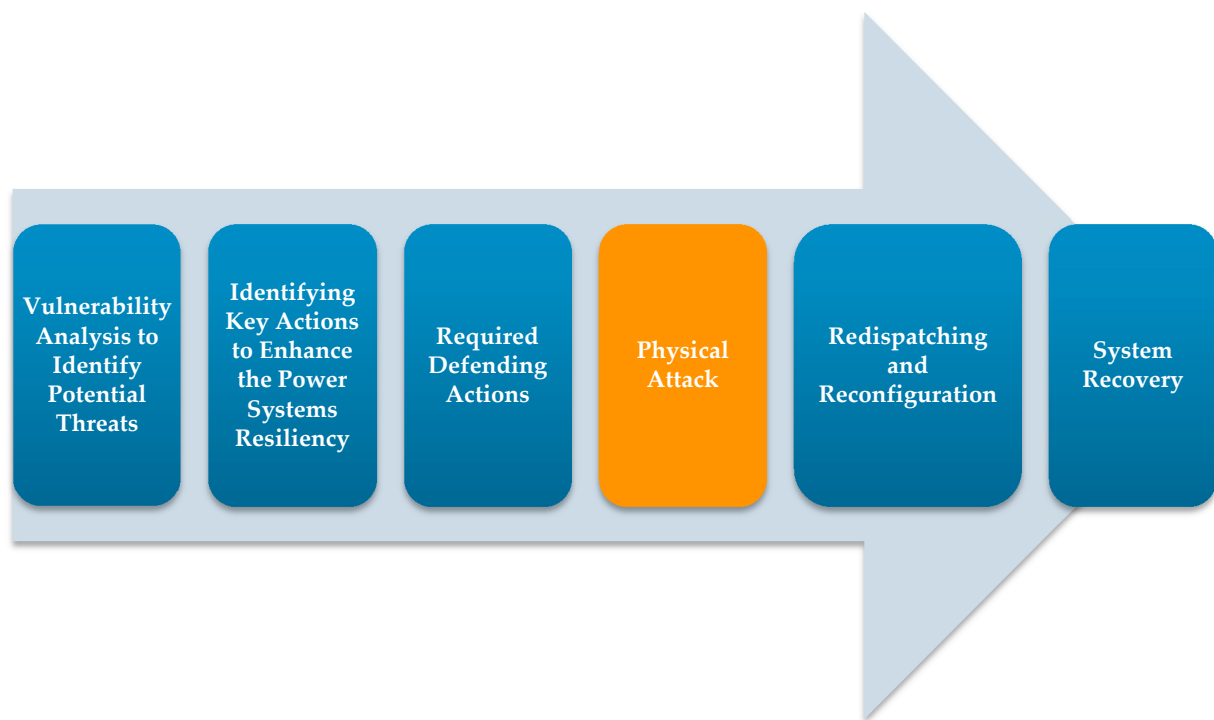 Vulnerability
Analysis to
Identify
Potential
Threats
Identifying
Key Actions
to Enhance
the Power
Systems
Resiliency
Required
Defending
Actions
Physical
Attack
Redispatching
and
Reconfiguration
System
Recovery